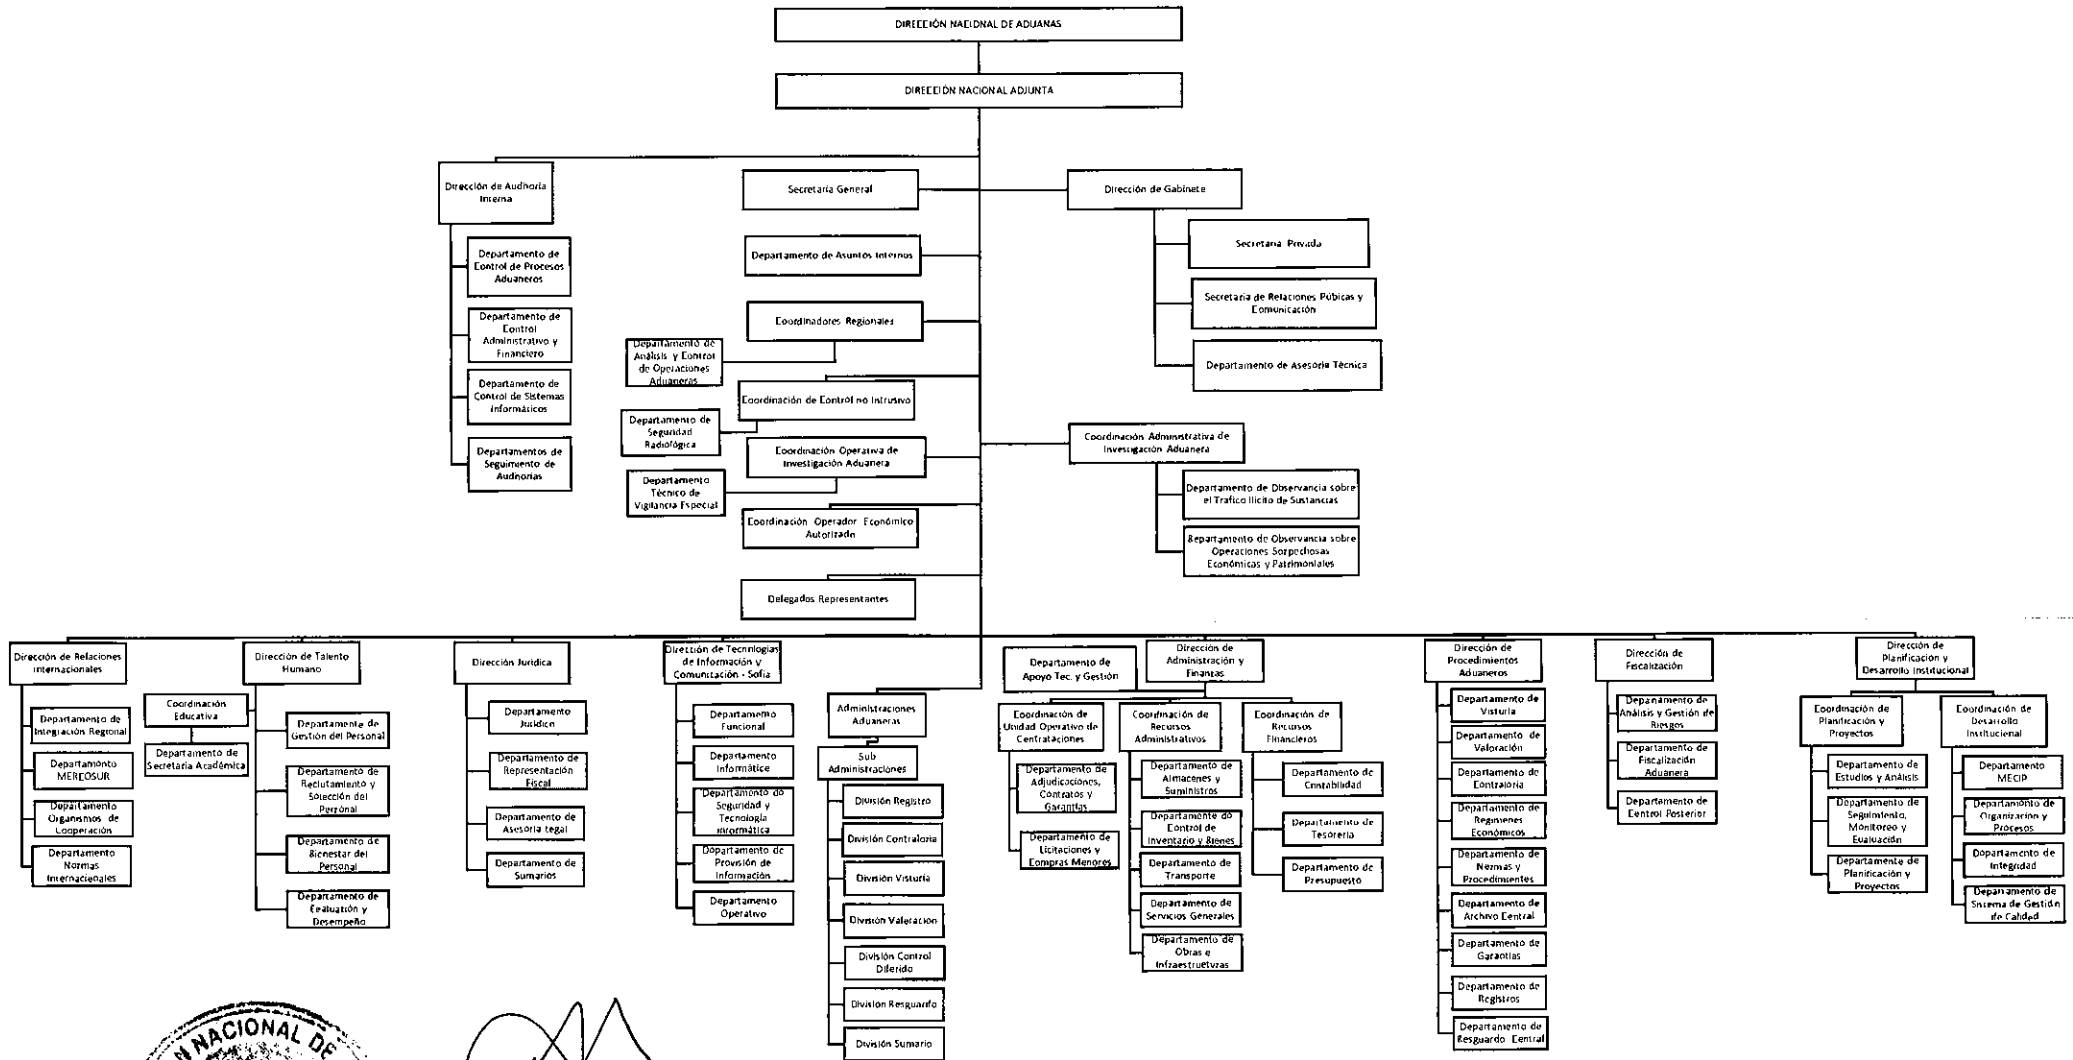 DIRECCIÓN NACIONAL DE ADUANAS
DIRECCIÓN NACIONAL ADJUNTA
Dirección de Auditoría
Interna
Departamento de
Control de Procesos
Aduaneros
Departamento de
Control
Administrativo y
Financiero
Departamento de
Control de Sistemas
Informáticos
Departamentos de
Seguimiento de
Auditorías
Secretaría General
Departamento de Asuntos Internos
Coordinadores Regionales
Departamento de
Análisis y Control
de Operaciones
Aduaneras
Coordinación de Control no Intrusivo
Departamento de
Seguridad
Radiológica
Coordinación Operativa de
Investigación Aduanera
Departamento
Técnico de
Vigilancia Especial
Coordinación Operador Económico
Autorizado
Delegados Representantes
Dirección de Gabinete
Secretaria Privada
Secretaria de Relaciones Púbicas y
Comunicación
Departamento de Asesoría Técnica
Coordinación Administrativa de
Investigación Aduanera
Departamento de Observancia sobre
el Trafico Ilícito de Sustancias
Departamento de Observancia sobre
Operaciones Sospechosas
Económicas y Patrimoniales
Dirección de Relaciones
Internacionales
Departamento de
Integración Regional
Departamento
MERCOSUR
Departamento
Organismos de
Cooperación
Departamento
Normas
Internacionales
Dirección de Talento
Humano
Coordinación
Educativa
Departamento de
Secretaría Académica
Departamento de
Gestión del Personal
Departamento de
Reclutamiento y
Selección del
Personal
Departamento de
Bienestar del
Personal
Departamento de
Evaluación y
Desempeño
Dirección Jurídica
Departamento
Jurídico
Departamento de
Representación
Fiscal
Departamento de
Asesoría Legal
Departamento de
Sumarios
Dirección de Tecnologías
de Información y
Comunicación - Sofia
Departamento
Funcional
Departamento
Informático
Departamento de
Seguridad y
Tecnología
Informática
Departamento de
Provisión de
Información
Departamento
Operativo
Administraciones
Aduaneras
Sub
Administraciones
División Registro
División Contraloría
División Visturía
División Valoración
División Control
Diferido
División Resguardo
División Sumario
Departamento de
Apoyo Tec. y Gestión
Dirección de
Administración y
Finanzas
Coordinación de
Unidad Operativo de
Contrataciones
Departamento de
Adjudicaciones,
Contratos y
Garantías
Departamento de
Licitaciones y
Compras Menores
Coordinación de
Recursos
Administrativos
Departamento de
Almacenes y
Suministros
Departamento de
Control de
Inventario y Bienes
Departamento de
Transporte
Departamento de
Servicios Generales
Departamento de
Obras e
Infraestructuras
Coordinación de
Recursos
Financieros
Departamento de
Contabilidad
Departamento de
Tesorería
Departamento de
Presupuesto
Dirección de
Procedimientos
Aduaneros
Departamento de
Visturía
Departamento de
Valoración
Departamento de
Contraloría
Departamento de
Regímenes
Económicos
Departamento de
Normas y
Procedimientos
Departamento de
Archivo Central
Departamento de
Garantías
Departamento de
Registros
Departamento de
Resguardo Central
Dirección de
Fiscalización
Departamento de
Análisis y Gestión de
Riesgos
Departamento de
Fiscalización
Aduanera
Departamento de
Control Posterior
Dirección de
Planificación y
Desarrollo Institucional
Coordinación de
Planificación y
Proyectos
Departamento de
Estudios y Análisis
Departamento de
Seguimiento,
Monitoreo y
Evaluación
Departamento de
Planificación y
Proyectos
Coordinación de
Desarrollo
Institucional
Departamento
MECIP
Departamento de
Organización y
Procesos
Departamento de
Integridad
Departamento de
Sistema de Gestión
de Calidad
NACIONAL DE